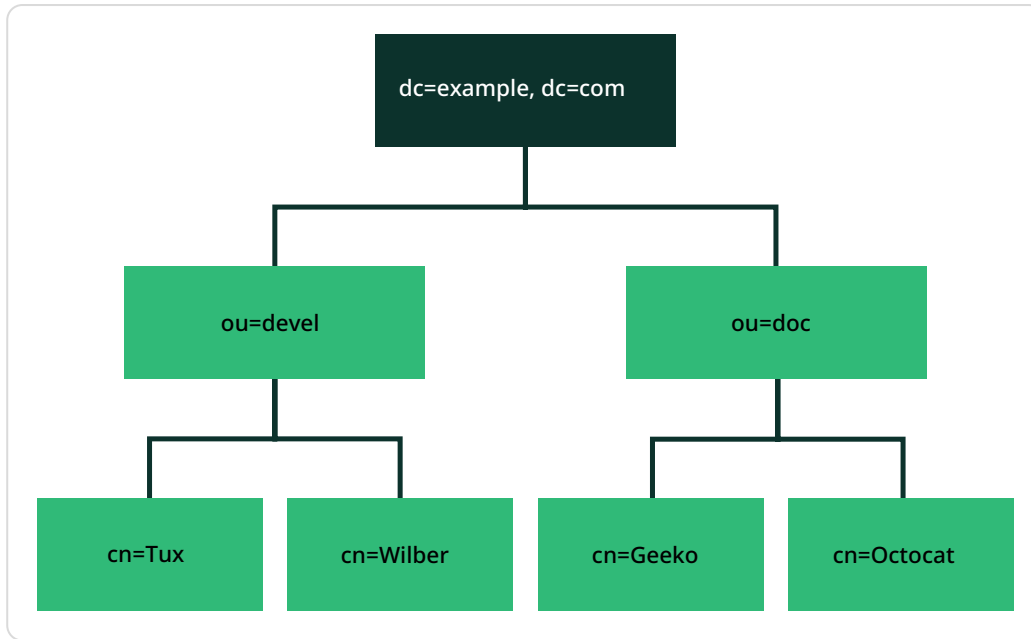 dc=example, dc=com
ou=devel
ou=doc
cn=Tux
cn=Wilber
cn=Geeko
cn=Octocat